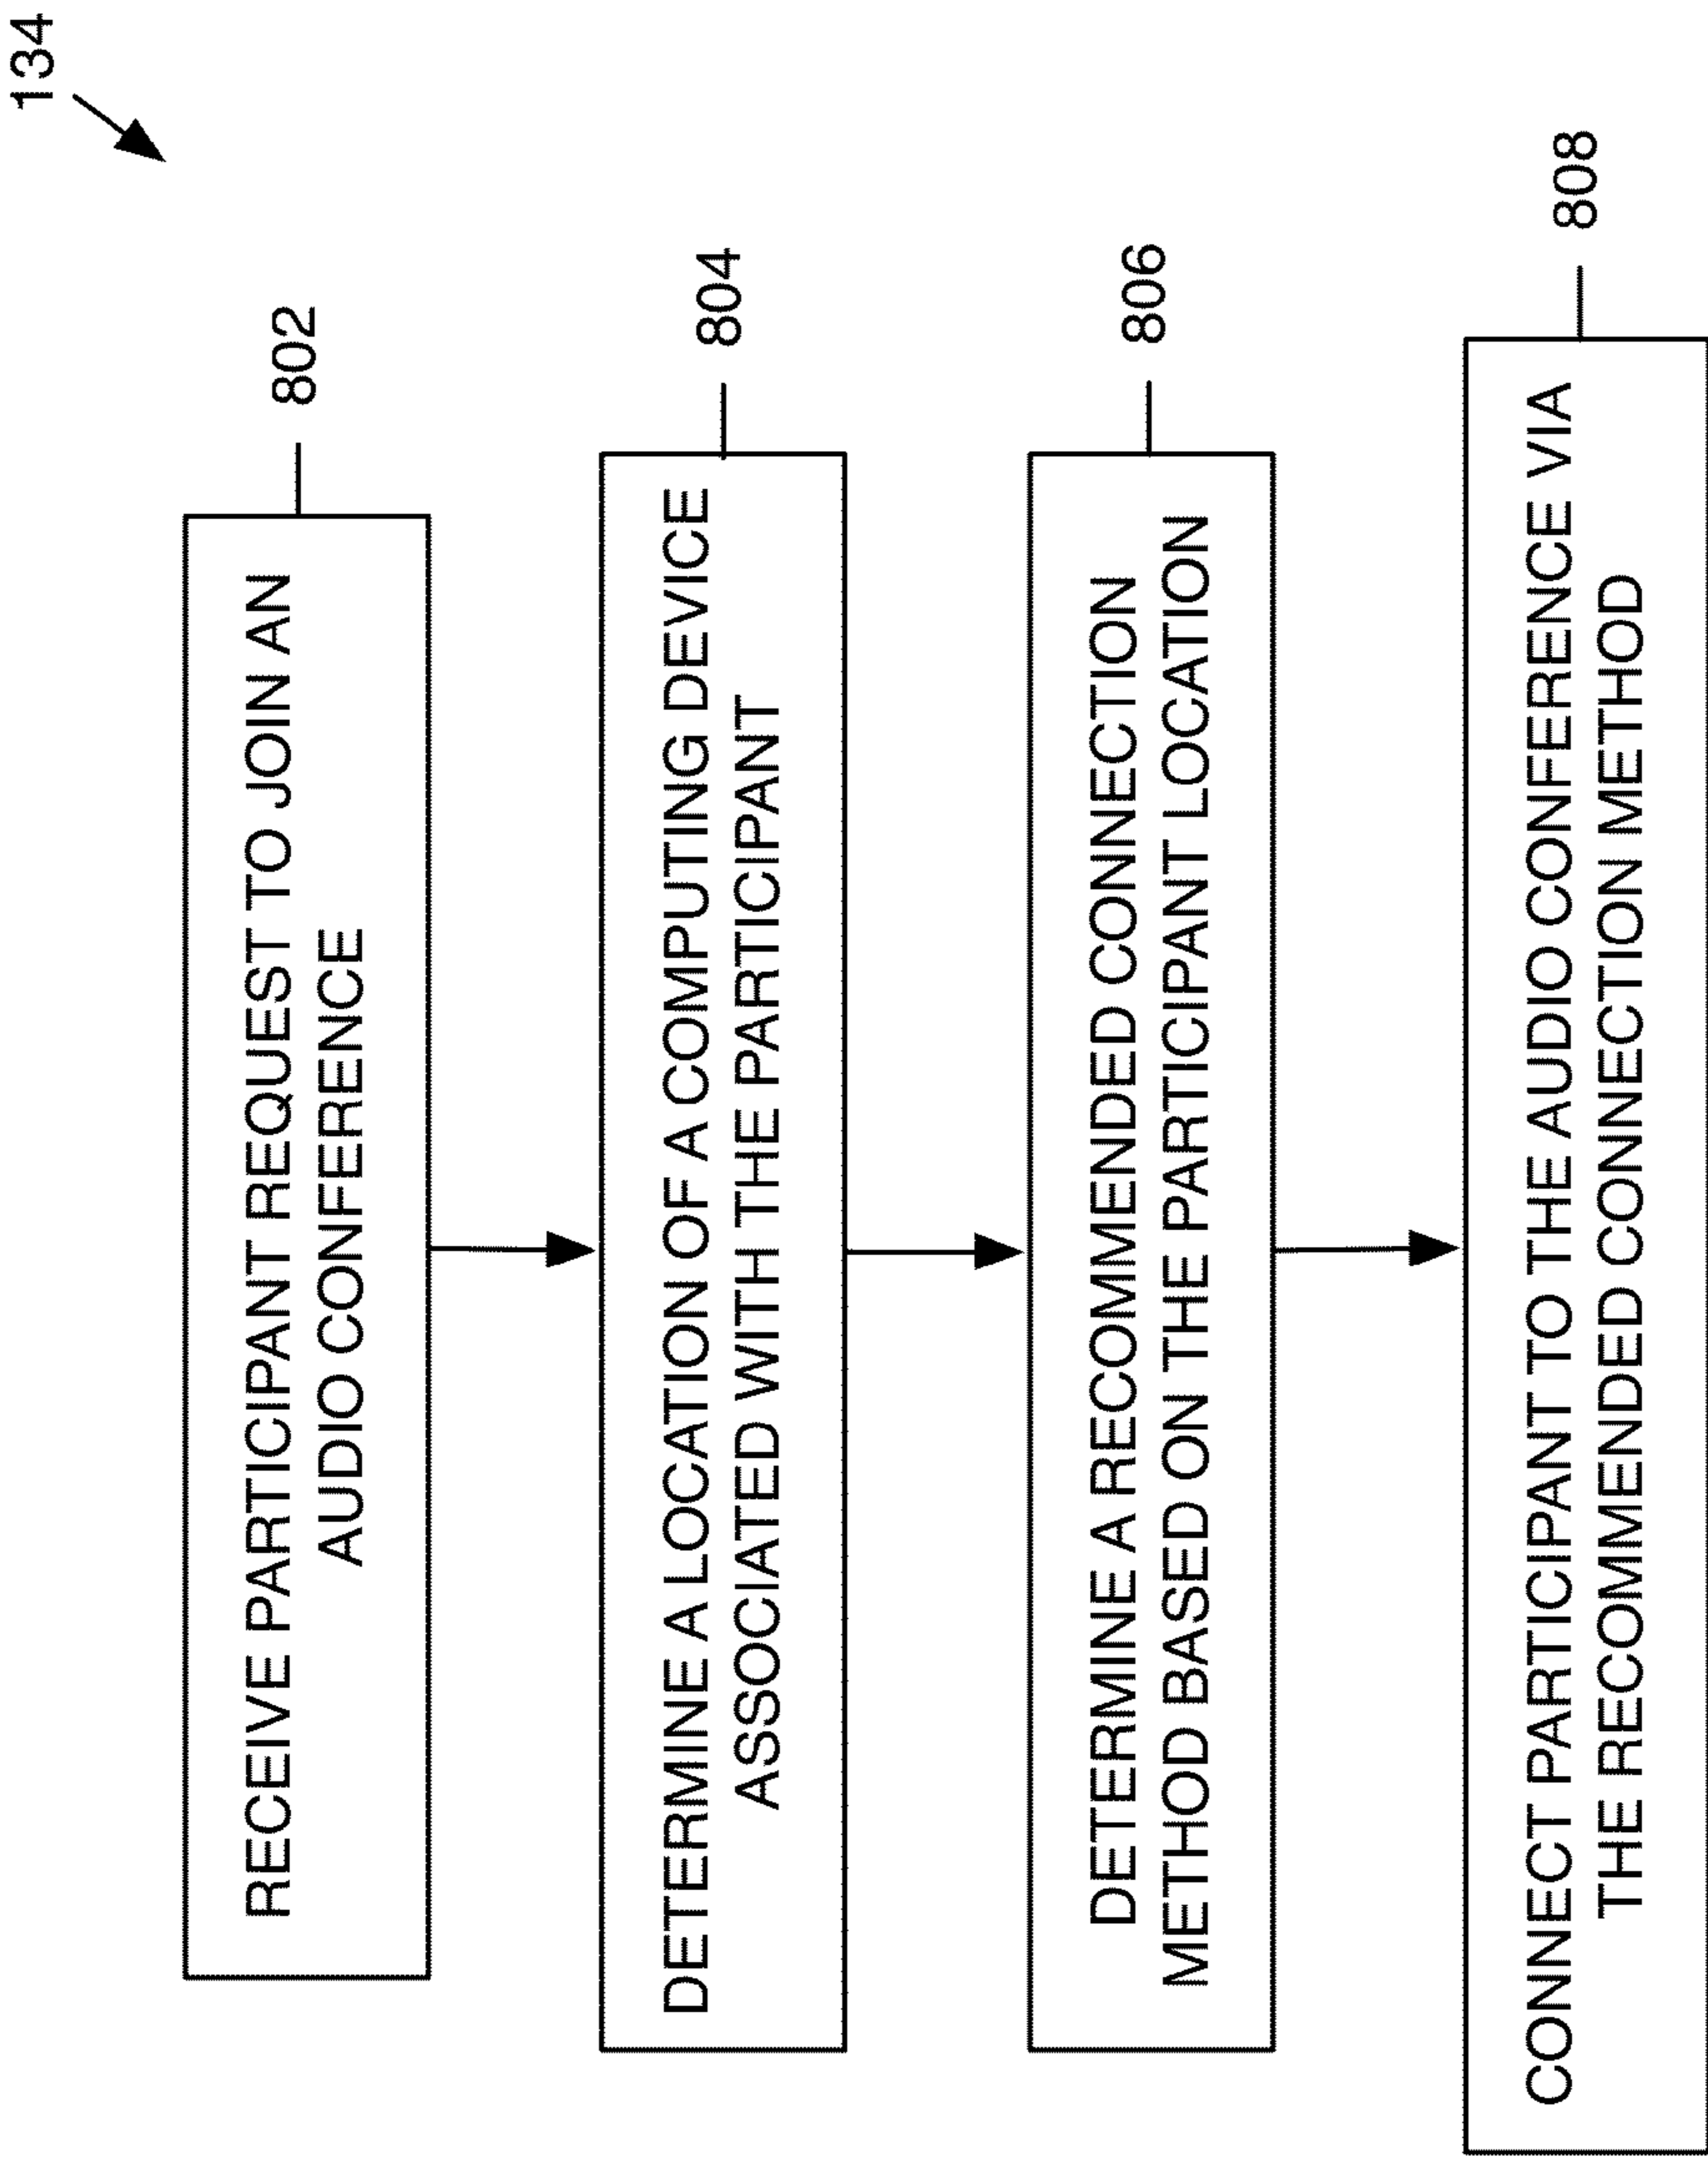 134
RECEIVE PARTICIPANT REQUEST TO JOIN AN
AUDIO CONFERENCE
802
DETERMINE A LOCATION OF A COMPUTING DEVICE
ASSOCIATED WITH THE PARTICIPANT
804
DETERMINE A RECOMMENDED CONNECTION
METHOD BASED ON THE PARTICIPANT LOCATION
806
CONNECT PARTICIPANT TO THE AUDIO CONFERENCE VIA
THE RECOMMENDED CONNECTION METHOD
808